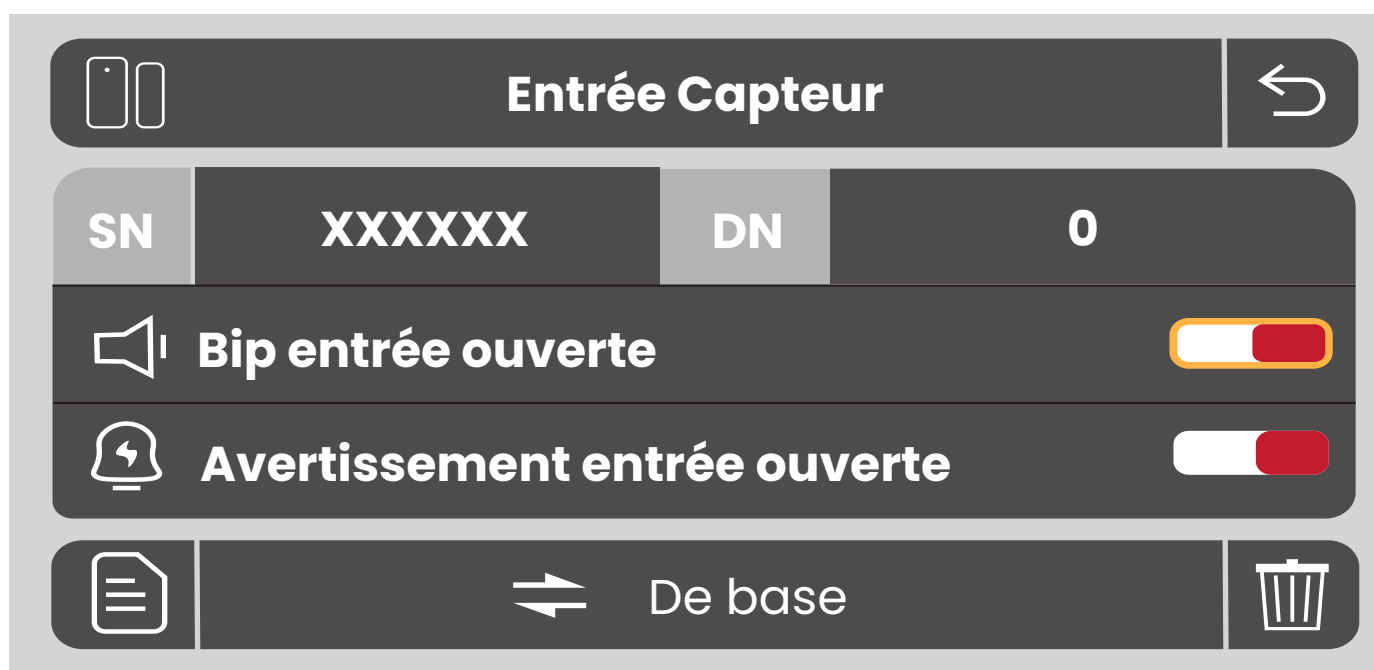 Entrée Capteur
SN XXXXXX DN 0
Bip entrée ouverte
Avertissement entrée ouverte
De base